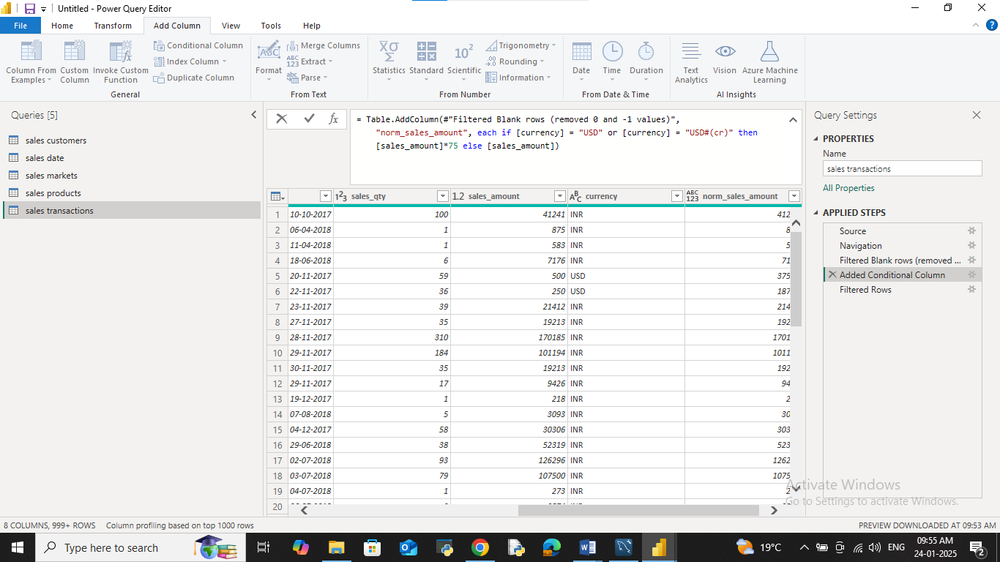 Untitled - Power Query Editor
File Home Transform Add Column View Tools Help
Column From Examples
Custom Column
Invoke Custom Function
Conditional Column
Index Column
Duplicate Column
General
Format
Merge Columns
Extract
Parse
From Text
Statistics
Standard
Scientific
Trigonometry
Rounding
Information
From Number
Date
Time
Duration
From Date & Time
Text Analytics
Vision
Azure Machine Learning
AI Insights
Queries [5]
sales customers
sales date
sales markets
sales products
sales transactions
= Table.AddColumn(#"Filtered Blank rows (removed 0 and -1 values)",
"norm_sales_amount", each if [currency] = "USD" or [currency] = "USD#(cr)" then
[sales_amount]*75 else [sales_amount])
sales_qty 1.2 sales_amount currency norm_sales_amount
1 10-10-2017 100 41241 INR 412
2 06-04-2018 1 875 INR 8
3 11-04-2018 1 583 INR 5
4 18-06-2018 6 7176 INR 71
5 20-11-2017 59 500 USD 375
6 22-11-2017 36 250 USD 187
7 23-11-2017 39 21412 INR 214
8 27-11-2017 35 19213 INR 192
9 28-11-2017 310 170185 INR 1701
10 29-11-2017 184 101194 INR 1011
11 30-11-2017 35 19213 INR 192
12 29-11-2017 17 9426 INR 94
13 19-12-2017 1 218 INR 2
14 07-08-2018 5 3093 INR 30
15 04-12-2017 58 30306 INR 303
16 29-06-2018 38 52319 INR 523
17 02-07-2018 93 126296 INR 1262
18 03-07-2018 79 107500 INR 1075
19 04-07-2018 1 273 INR 2
20
Query Settings
PROPERTIES
Name
sales transactions
All Properties
APPLIED STEPS
Source
Navigation
Filtered Blank rows (removed ...
Added Conditional Column
Filtered Rows
Activate Windows
Go to Settings to activate Windows.
8 COLUMNS, 999+ ROWS Column profiling based on top 1000 rows
PREVIEW DOWNLOADED AT 09:53 AM
Type here to search
19°C
ENG
09:55 AM
24-01-2025
2